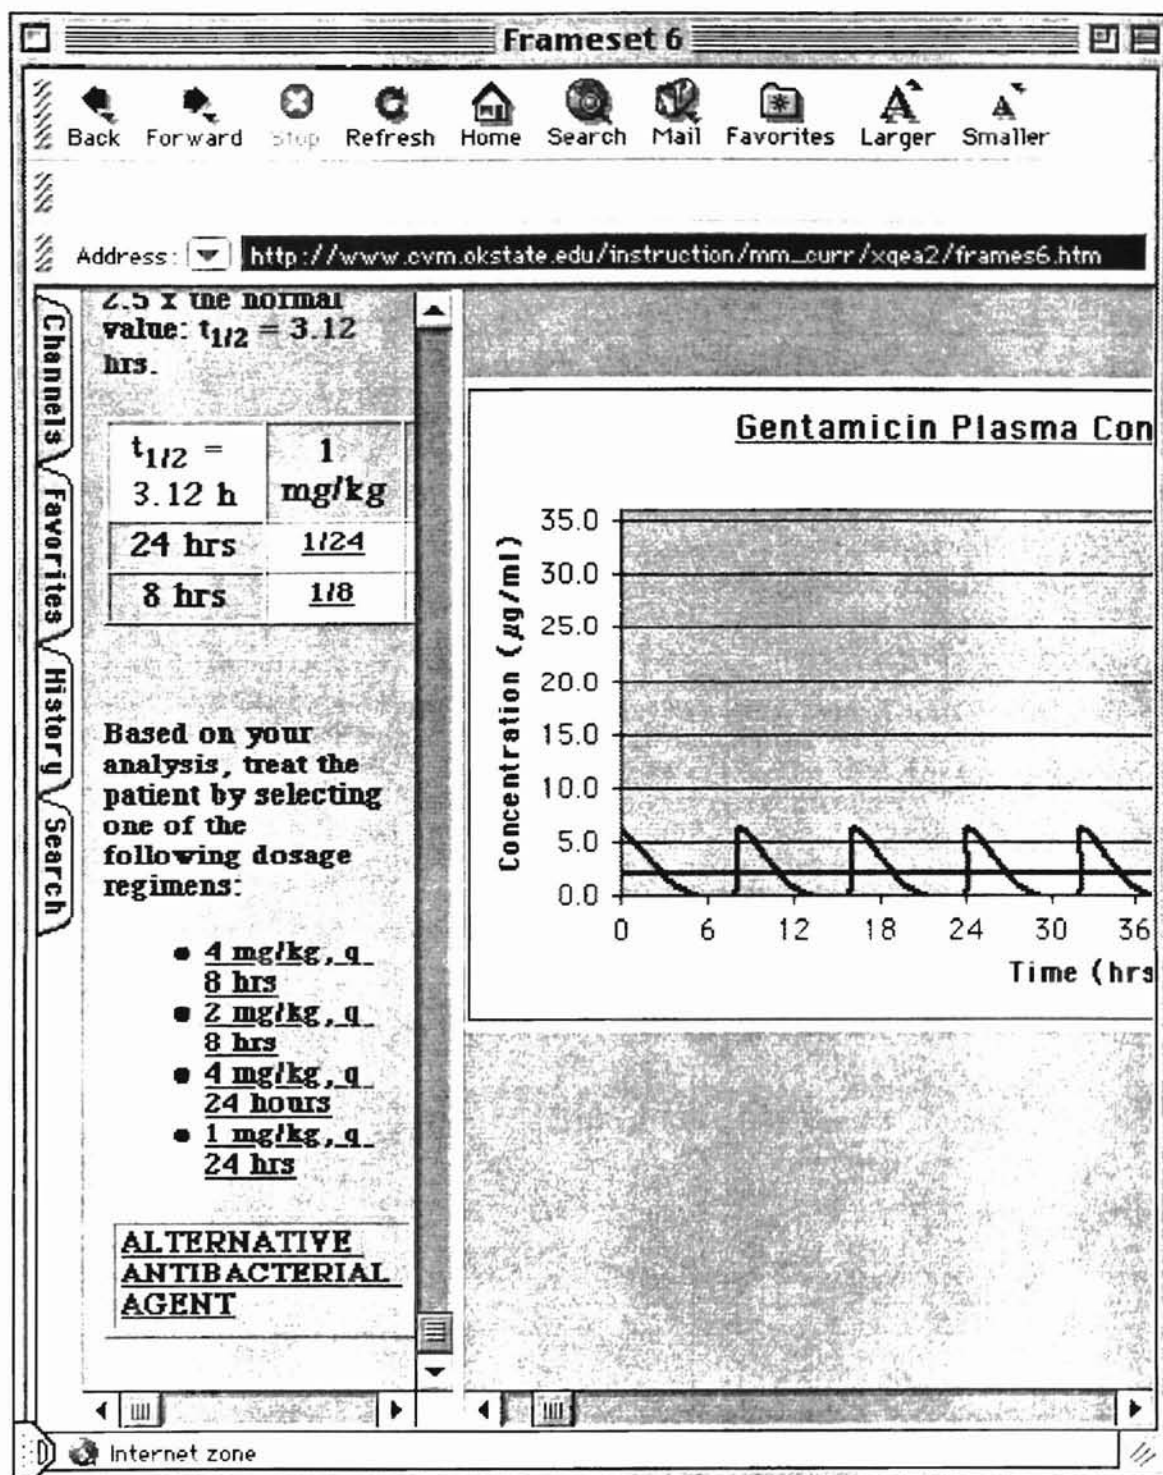 Frameset 6
Back Forward Stop Refresh Home Search Mail Favorites Larger Smaller
Address: http://www.cvm.okstate.edu/instruction/mm_curr/xqea2/frames6.htm
Channels
Favorites
History
Search
2.5 x the normal
value: t1/2 = 3.12
hrs.
t1/2 = 1
3.12 h mg/kg
24 hrs 1/24
8 hrs 1/8
Based on your
analysis, treat the
patient by selecting
one of the
following dosage
regimens:
• 4 mg/kg, q
8 hrs
• 2 mg/kg, q
8 hrs
• 4 mg/kg, q
24 hours
• 1 mg/kg, q
24 hrs
ALTERNATIVE
ANTIBACTERIAL
AGENT
Gentamicin Plasma Con
Concentration (µg/ml)
35.0
30.0
25.0
20.0
15.0
10.0
5.0
0.0
0 6 12 18 24 30 36
Time (hrs
Internet zone